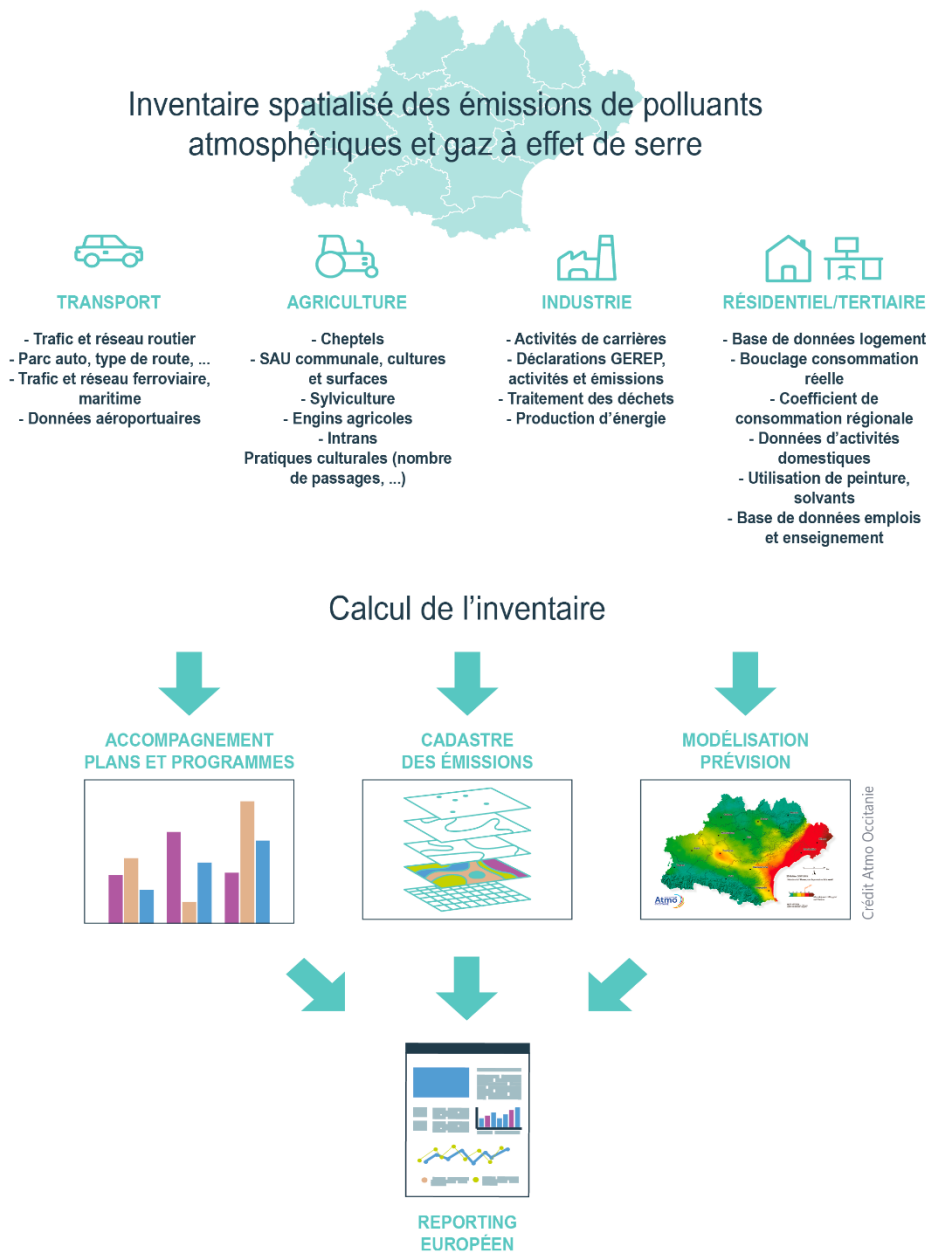 Inventaire spatialisé des émissions de polluants
atmosphériques et gaz à effet de serre
TRANSPORT
- Trafic et réseau routier
- Parc auto, type de route, ...
- Trafic et réseau ferroviaire,
maritime
- Données aéroportuaires
AGRICULTURE
- Cheptels
- SAU communale, cultures
et surfaces
- Sylviculture
- Engins agricoles
- Intrans
Pratiques culturales (nombre
de passages, ...)
INDUSTRIE
- Activités de carrières
- Déclarations GEREP,
activités et émissions
- Traitement des déchets
- Production d'énergie
RÉSIDENTIEL/TERTIAIRE
- Base de données logement
- Bouclage consommation
réelle
- Coefficient de
consommation régionale
- Données d'activités
domestiques
- Utilisation de peinture,
solvants
- Base de données emplois
et enseignement
Calcul de l'inventaire
ACCOMPAGNEMENT
PLANS ET PROGRAMMES
CADASTRE
DES ÉMISSIONS
MODÉLISATION
PRÉVISION
Atmo
Crédit Atmo Occitanie
REPORTING
EUROPÉEN